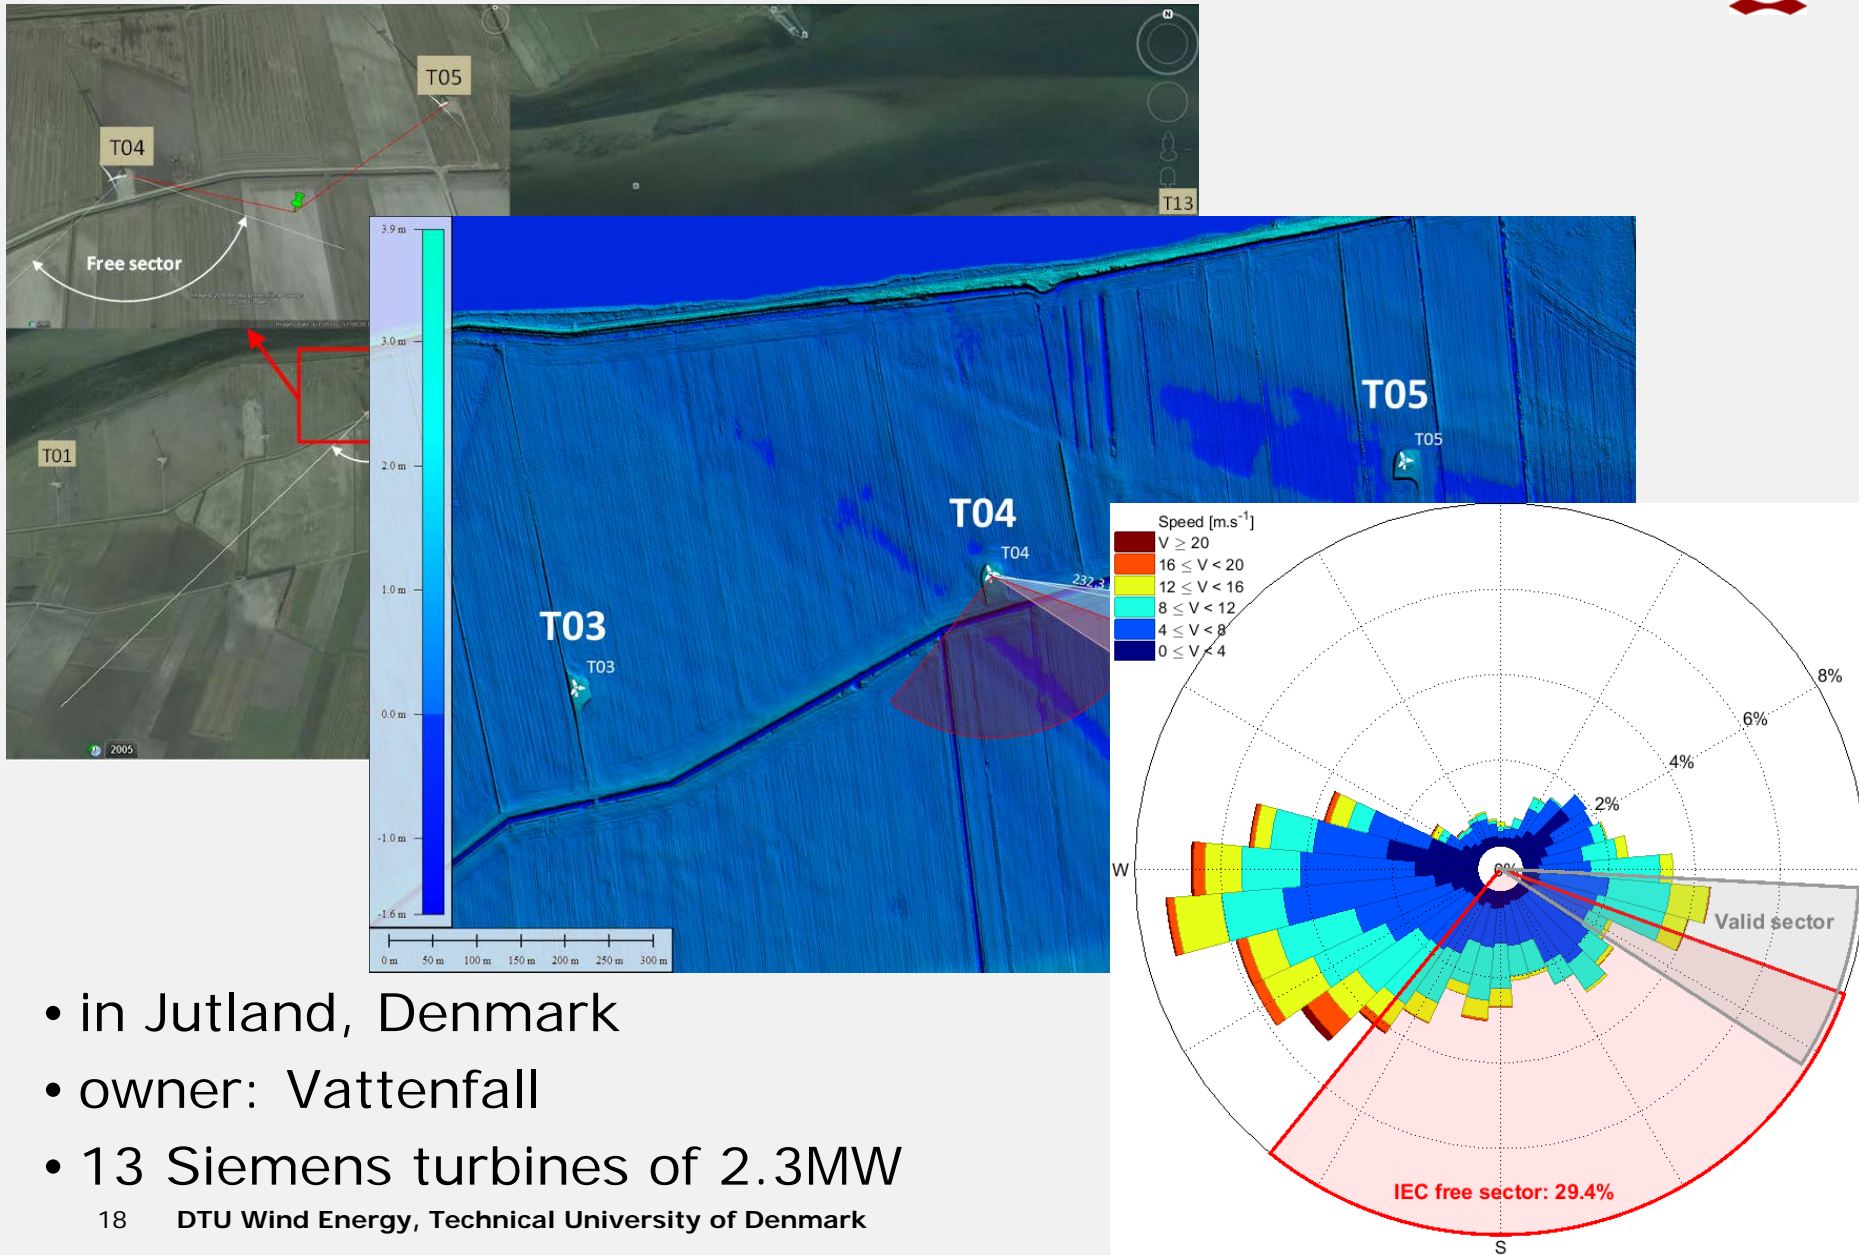 T05
T04
Free sector
N
T13
T01
2005
3.9 m
3.0 m
2.0 m
1.0 m
0.0 m
-1.0 m
-1.6 m
0 m 50 m 100 m 150 m 200 m 250 m 300 m
T05
T05
T04
T04
232.3
T03
T03
Speed [m.s⁻¹]
V ≥ 20
16 ≤ V < 20
12 ≤ V < 16
8 ≤ V < 12
4 ≤ V < 8
0 ≤ V < 4
8%
6%
4%
2%
0%
W
Valid sector
IEC free sector: 29.4%
S
• in Jutland, Denmark
• owner: Vattenfall
• 13 Siemens turbines of 2.3MW
18 DTU Wind Energy, Technical University of Denmark